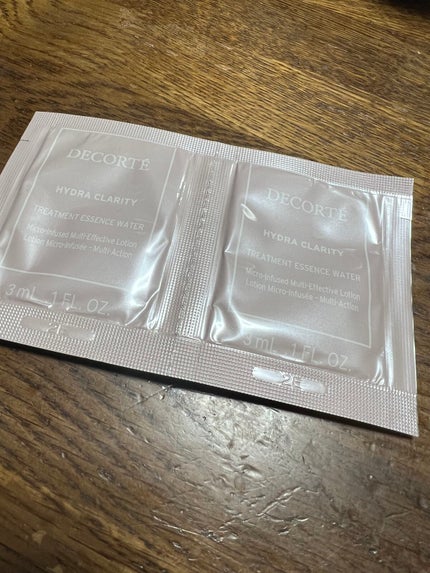 DECORTÉ
HYDRA CLARITY
TREATMENT ESSENCE WATER
Micro-Infused Multi-Effective Lotion
Lotion Micro-Infusée - Multi-Action
3 mL .1 FL. OZ.
DECORTÉ
HYDRA CLARITY
TREATMENT ESSENCE WATER
Micro-Infused Multi-Effective Lotion
Lotion Micro-Infusée - Multi-Action
3 mL .1 FL. OZ.